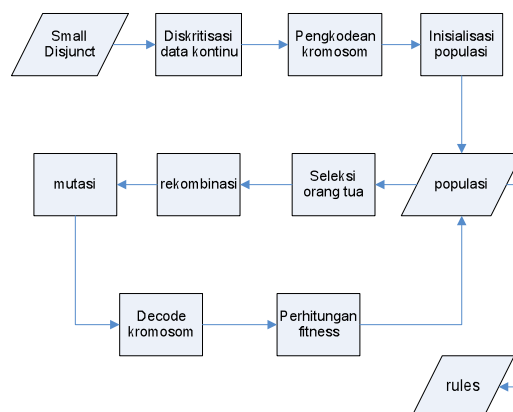 Small
Disjunct
Diskritisasi
data kontinu
Pengkodean
kromosom
Inisialisasi
populasi
mutasi
rekombinasi
Seleksi
orang tua
populasi
Decode
kromosom
Perhitungan
fitness
rules